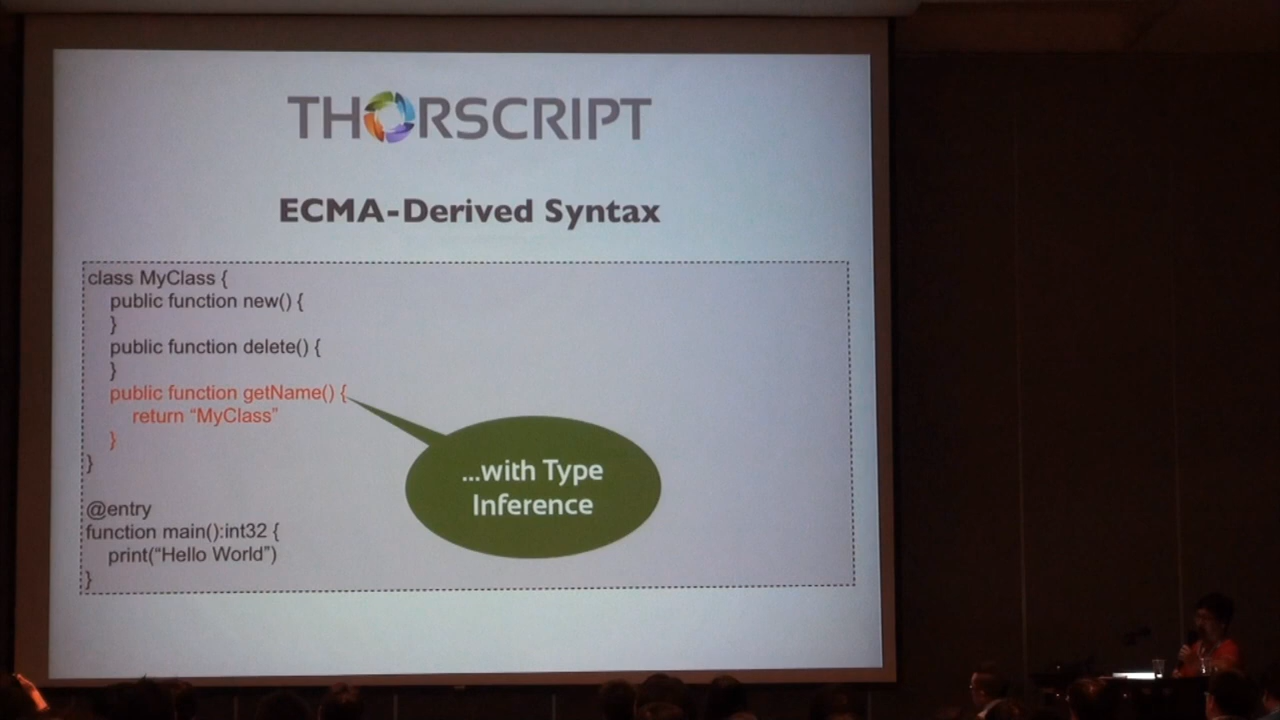 THORSCRIPT
ECMA-Derived Syntax
class MyClass {
public function new() {
}
public function delete() {
}
public function getName() {
return “MyClass”
}
}
@entry
function main():int32 {
print(“Hello World”)
}
...with Type
Inference